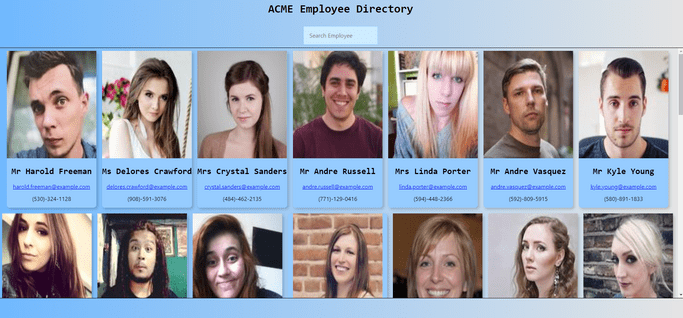 ACME Employee Directory
Search Employee
Mr Harold Freeman
harold.freeman@example.com
(530)-324-1128
Ms Delores Crawford
delores.crawford@example.com
(908)-591-3076
Mrs Crystal Sanders
crystal.sanders@example.com
(484)-462-2135
Mr Andre Russell
andre.russell@example.com
(771)-129-0416
Mrs Linda Porter
linda.porter@example.com
(594)-448-2366
Mr Andre Vasquez
andre.vasquez@example.com
(592)-809-5915
Mr Kyle Young
kyle.young@example.com
(580)-891-1833